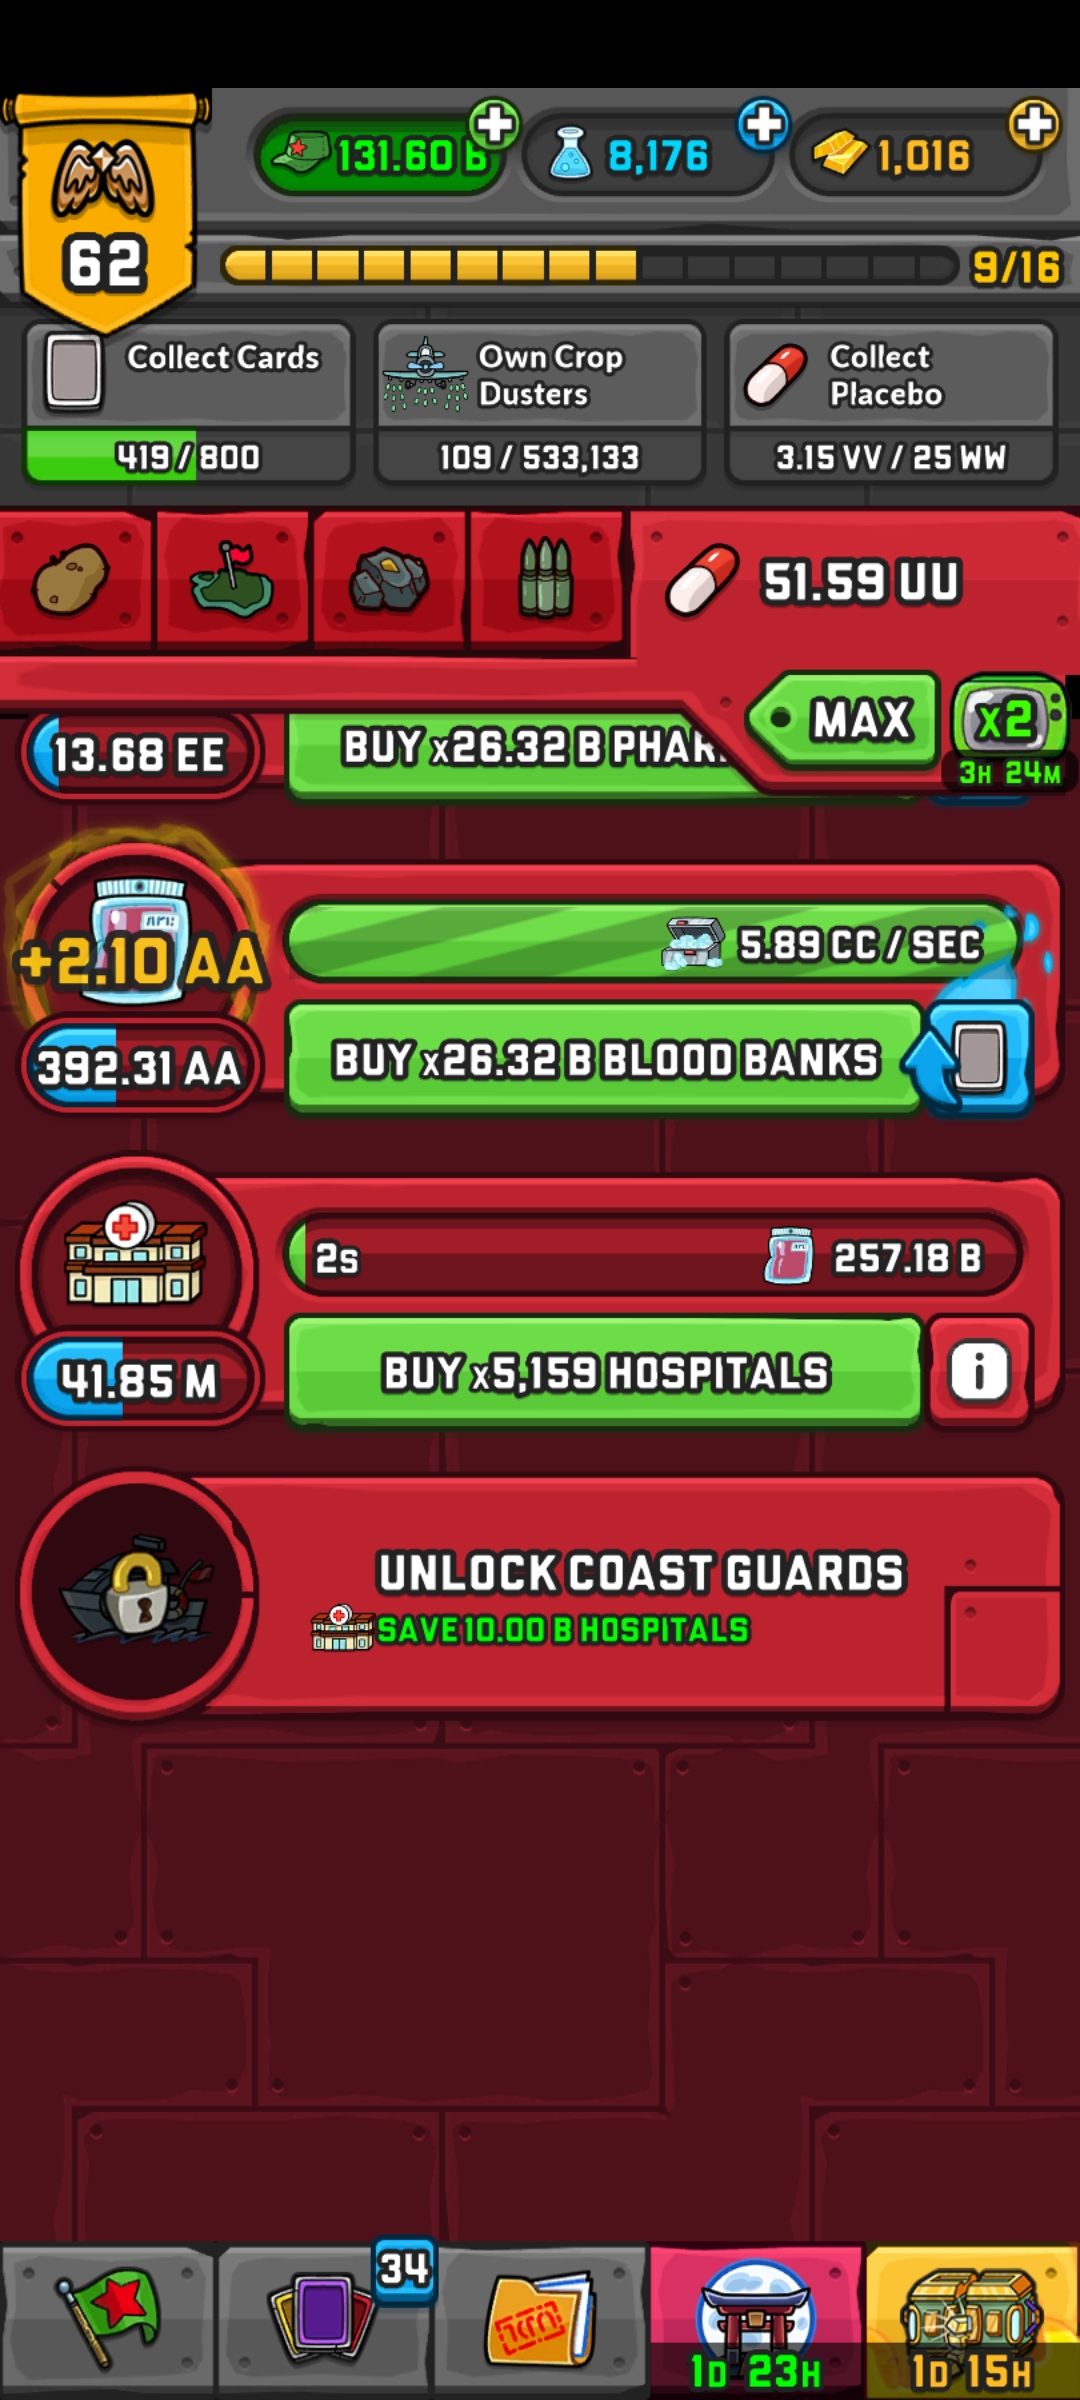 131.60 B
8,176
1,016
62
9/16
Collect Cards
419 / 800
Own Crop
Dusters
109 / 533,133
Collect
Placebo
3.15 VV / 25 WW
51.59 UU
MAX
x2
3H 24M
13.68 EE
BUY x26.32 B
+2.10 AA
5.89 CC / SEC
392.31 AA
BUY x26.32 B BLOOD BANKS
2s
257.18 B
41.85 M
BUY x5,159 HOSPITALS
i
UNLOCK COAST GUARDS
SAVE 10.00 B HOSPITALS
34
1D 23H
1D 15H